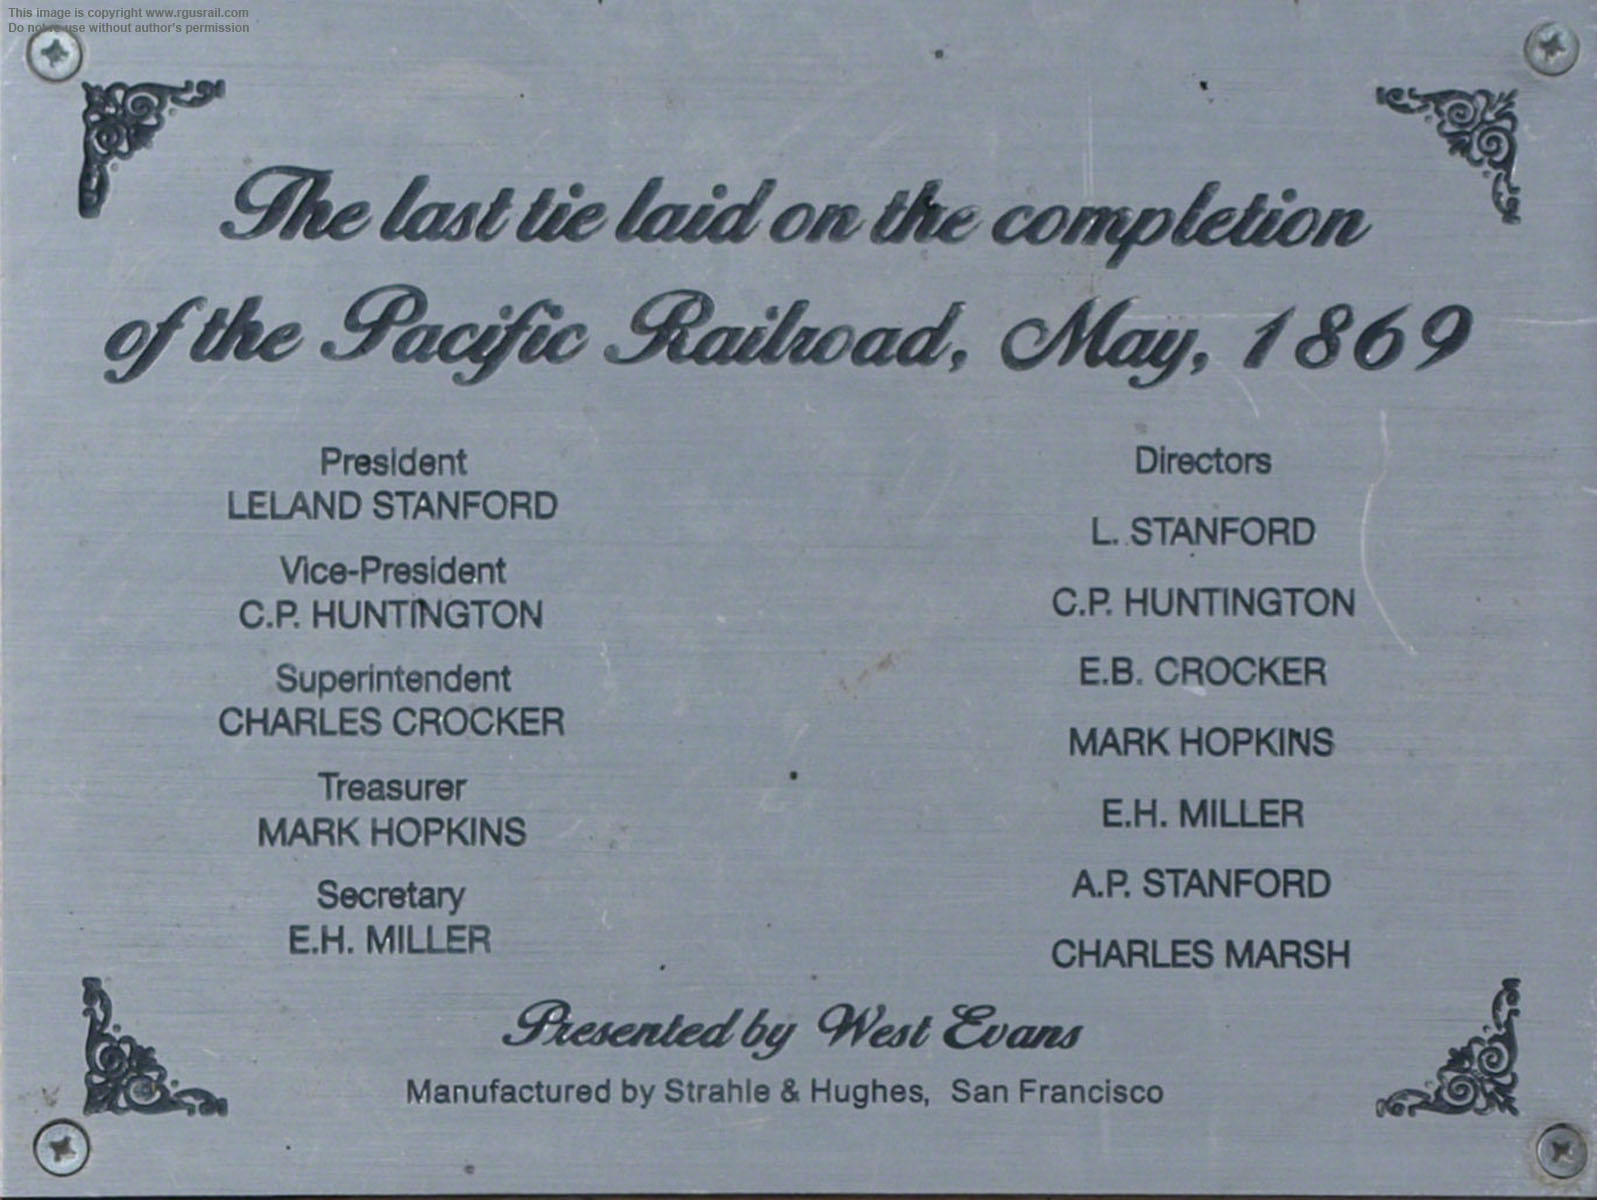 This image is copyright www.rgusrail.com
Do not re-use without author's permission
The last tie laid on the completion
of the Pacific Railroad, May, 1869
President
LELAND STANFORD
Vice-President
C.P. HUNTINGTON
Superintendent
CHARLES CROCKER
Treasurer
MARK HOPKINS
Secretary
E.H. MILLER
Directors
L. STANFORD
C.P. HUNTINGTON
E.B. CROCKER
MARK HOPKINS
E.H. MILLER
A.P. STANFORD
CHARLES MARSH
Presented by West Evans
Manufactured by Strahle & Hughes, San Francisco